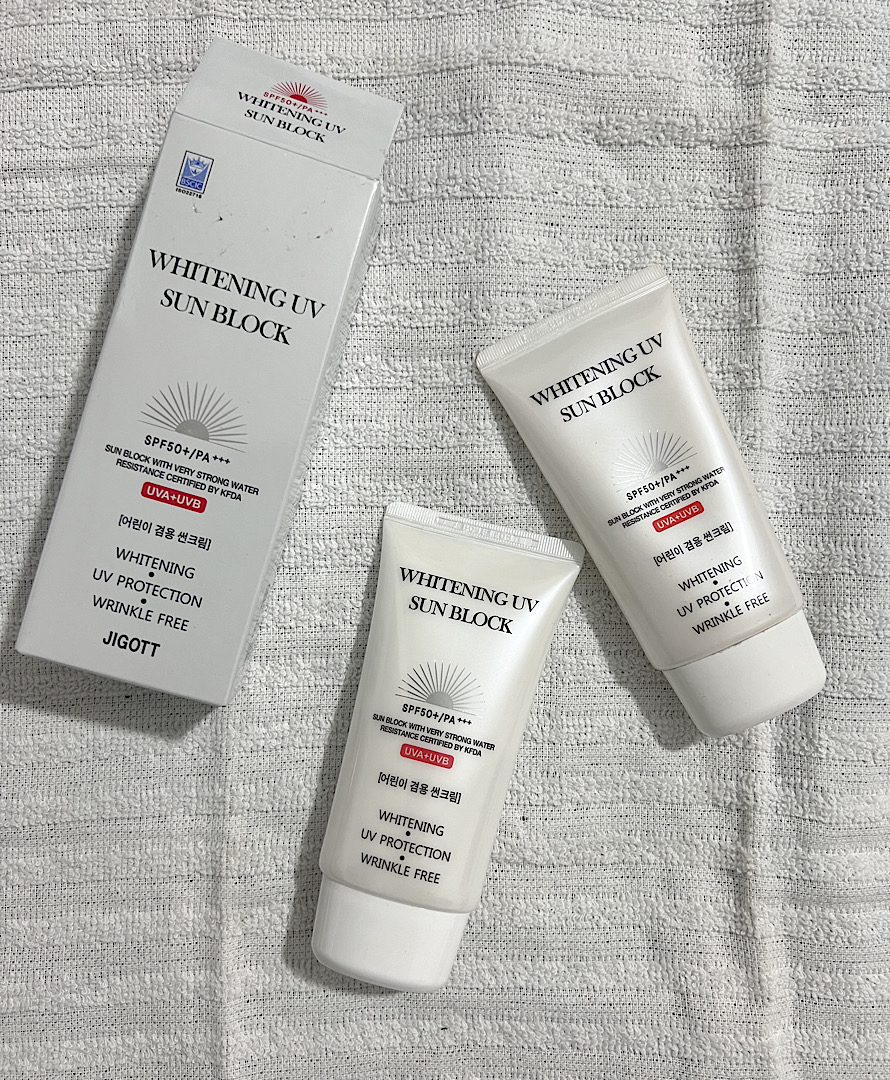 SPF50+/PA+++
WHITENING UV
SUN BLOCK
BSCIC
ISO22716
WHITENING UV
SUN BLOCK
SPF50+/PA+++
SUN BLOCK WITH VERY STRONG WATER
RESISTANCE CERTIFIED BY KFDA
UVA+UVB
[어린이 겸용 썬크림]
WHITENING
UV PROTECTION
WRINKLE FREE
JIGOTT
WHITENING UV
SUN BLOCK
SPF50+/PA+++
SUN BLOCK WITH VERY STRONG WATER
RESISTANCE CERTIFIED BY KFDA
UVA+UVB
[어린이 겸용 썬크림]
WHITENING
UV PROTECTION
WRINKLE FREE
WHITENING UV
SUN BLOCK
SPF50+/PA+++
SUN BLOCK WITH VERY STRONG WATER
RESISTANCE CERTIFIED BY KFDA
UVA+UVB
[어린이 겸용 썬크림]
WHITENING
UV PROTECTION
WRINKLE FREE